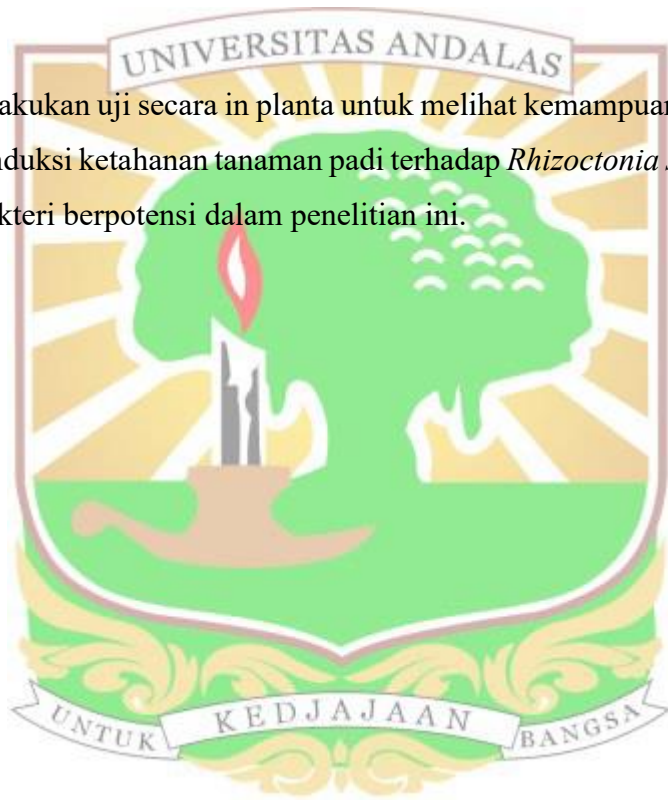 UNIVERSITAS ANDALAS
akukan uji secara in planta untuk melihat kemampuan
nduksi ketahanan tanaman padi terhadap Rhizoctonia
kteri berpotensi dalam penelitian ini.
UNTUK KEDJAJAAN BANGSA